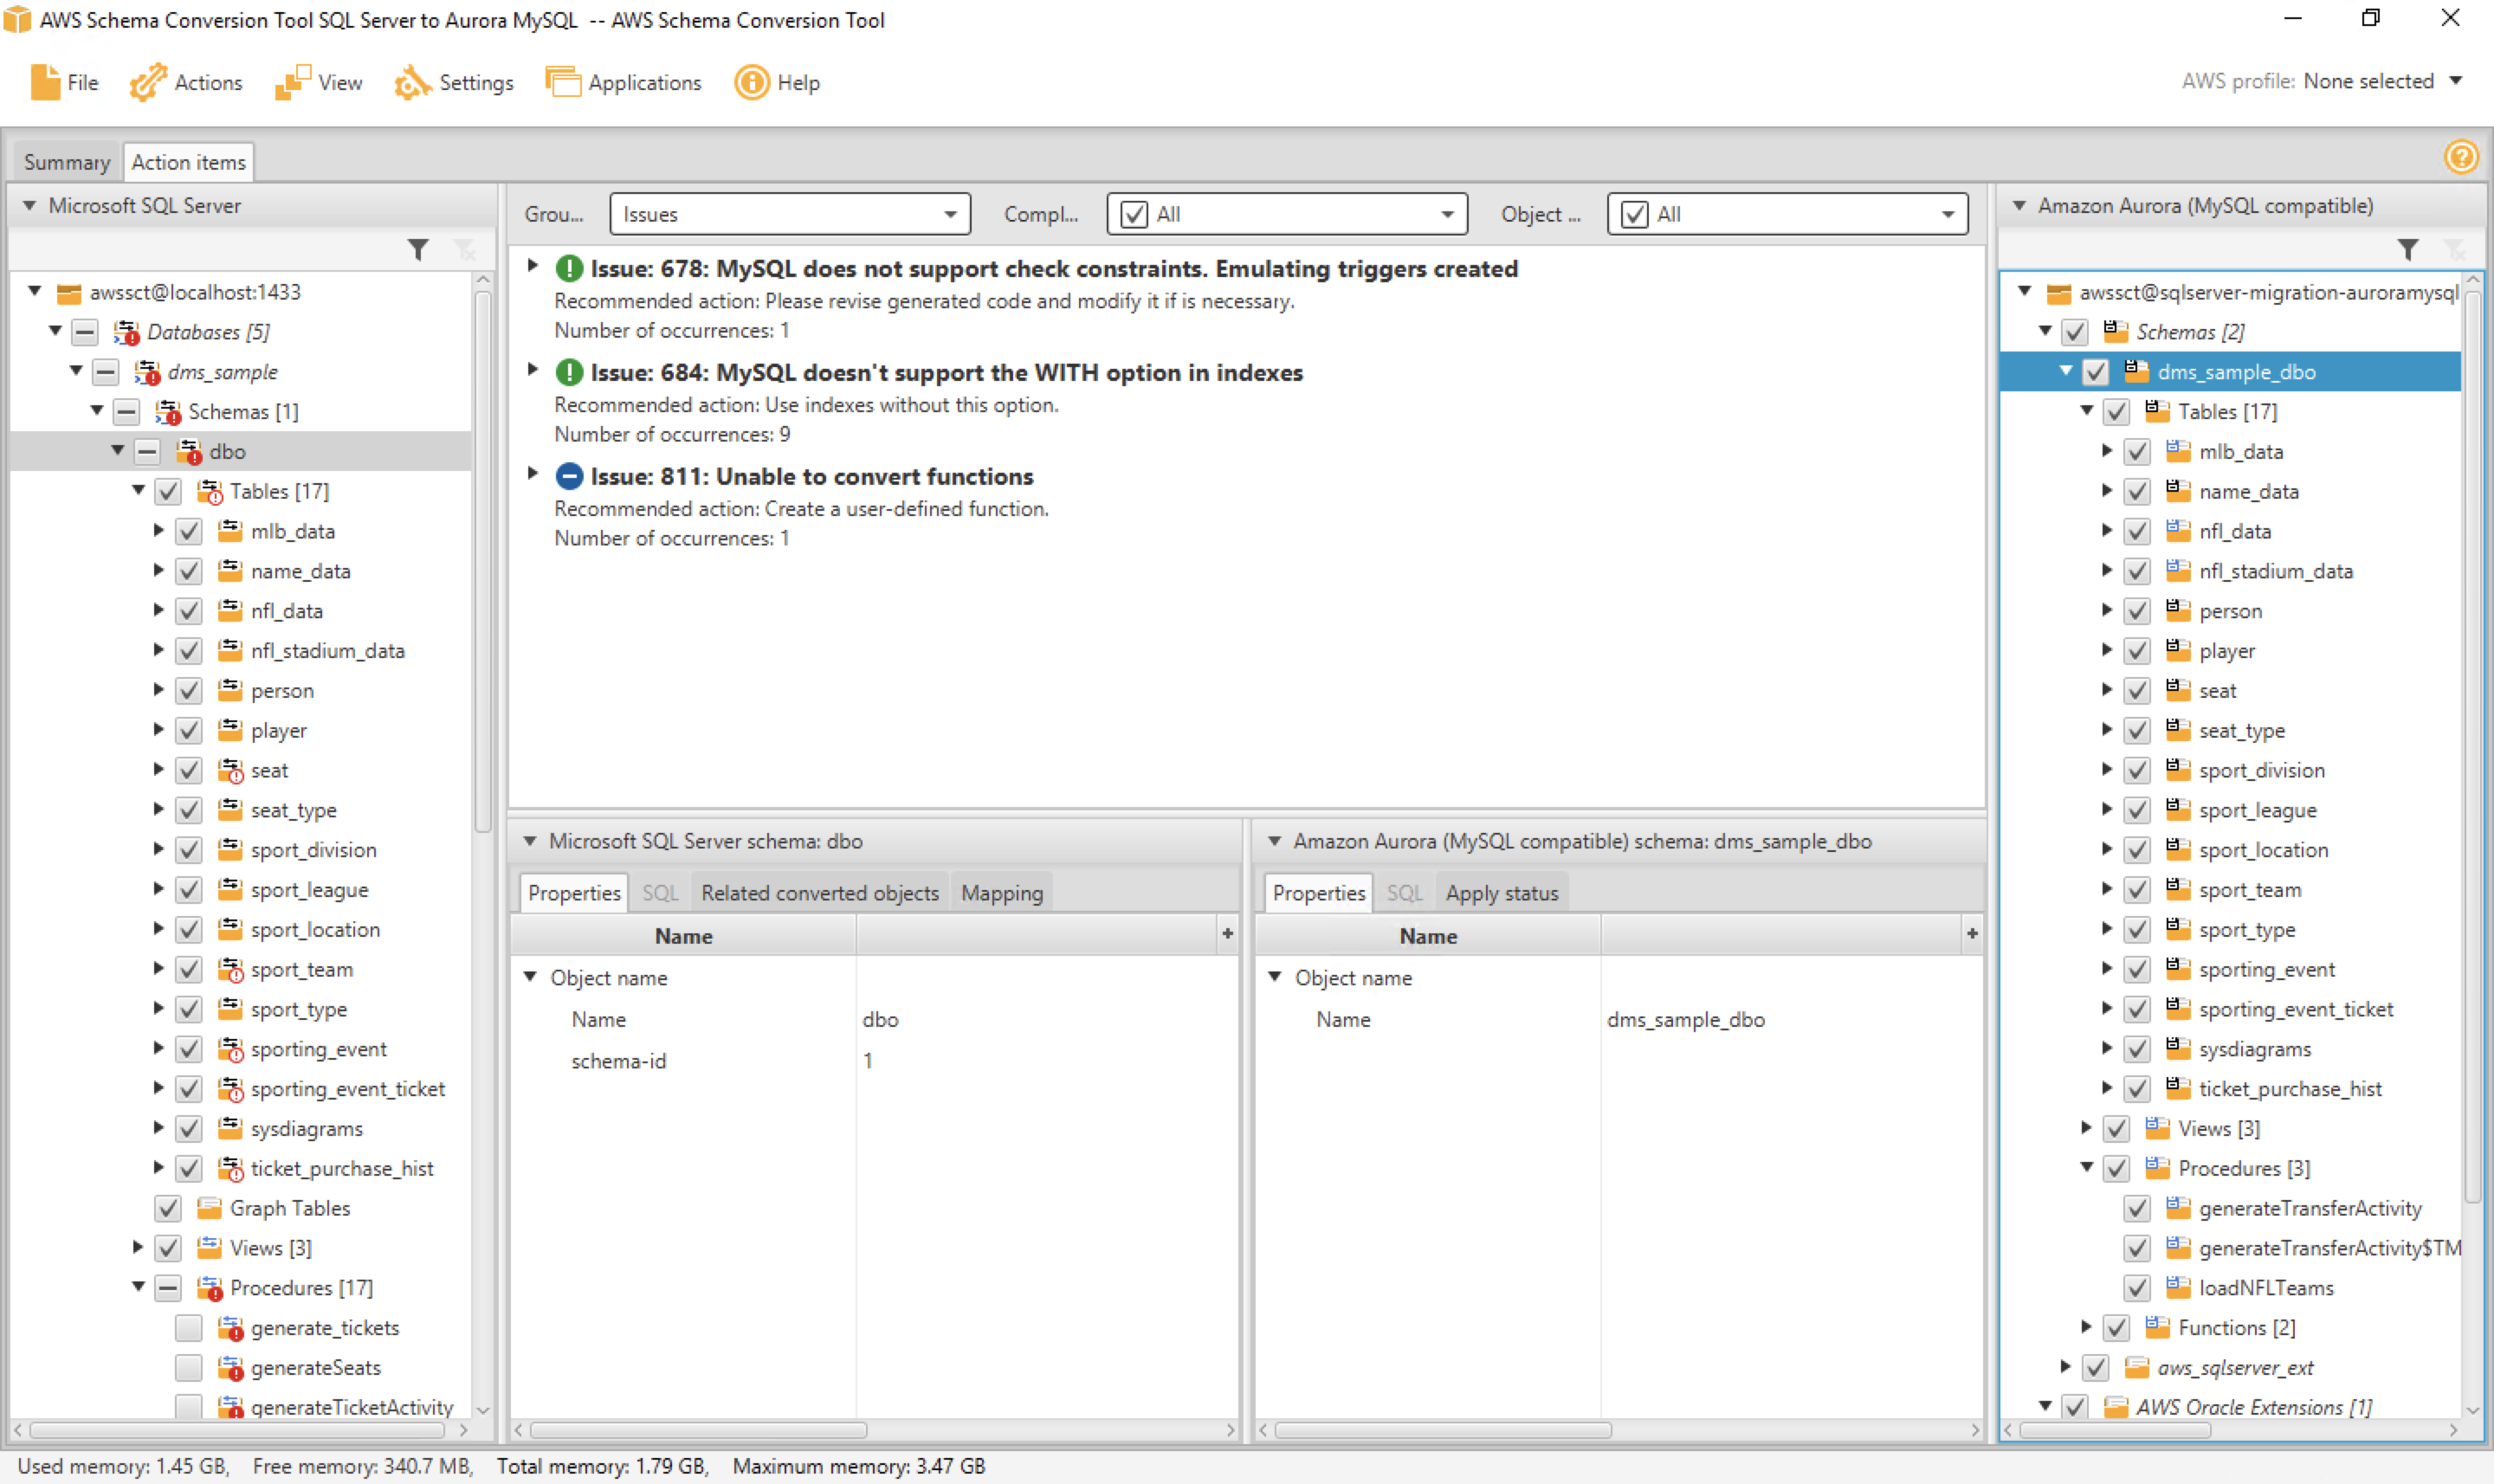 AWS Schema Conversion Tool SQL Server to Aurora MySQL -- AWS Schema Conversion Tool
File Actions View Settings Applications Help AWS profile: None selected
Summary Action items
Microsoft SQL Server
awssct@localhost:1433
Databases [5]
dms_sample
Schemas [1]
dbo
Tables [17]
mlb_data
name_data
nfl_data
nfl_stadium_data
person
player
seat
seat_type
sport_division
sport_league
sport_location
sport_team
sport_type
sporting_event
sporting_event_ticket
sysdiagrams
ticket_purchase_hist
Graph Tables
Views [3]
Procedures [17]
generate_tickets
generateSeats
generateTicketActivity
Grou... Issues Compl... All Object ... All
Issue: 678: MySQL does not support check constraints. Emulating triggers created
Recommended action: Please revise generated code and modify it if is necessary.
Number of occurrences: 1
Issue: 684: MySQL doesn't support the WITH option in indexes
Recommended action: Use indexes without this option.
Number of occurrences: 9
Issue: 811: Unable to convert functions
Recommended action: Create a user-defined function.
Number of occurrences: 1
Microsoft SQL Server schema: dbo
Properties SQL Related converted objects Mapping
Name
Object name
Name dbo
schema-id 1
Amazon Aurora (MySQL compatible) schema: dms_sample_dbo
Properties SQL Apply status
Name
Object name
Name dms_sample_dbo
Amazon Aurora (MySQL compatible)
awssct@sqlserver-migration-auroramysql
Schemas [2]
dms_sample_dbo
Tables [17]
mlb_data
name_data
nfl_data
nfl_stadium_data
person
player
seat
seat_type
sport_division
sport_league
sport_location
sport_team
sport_type
sporting_event
sporting_event_ticket
sysdiagrams
ticket_purchase_hist
Views [3]
Procedures [3]
generateTransferActivity
generateTransferActivity$TM
loadNFLTeams
Functions [2]
aws_sqlserver_ext
AWS Oracle Extensions [1]
Used memory: 1.45 GB, Free memory: 340.7 MB, Total memory: 1.79 GB, Maximum memory: 3.47 GB